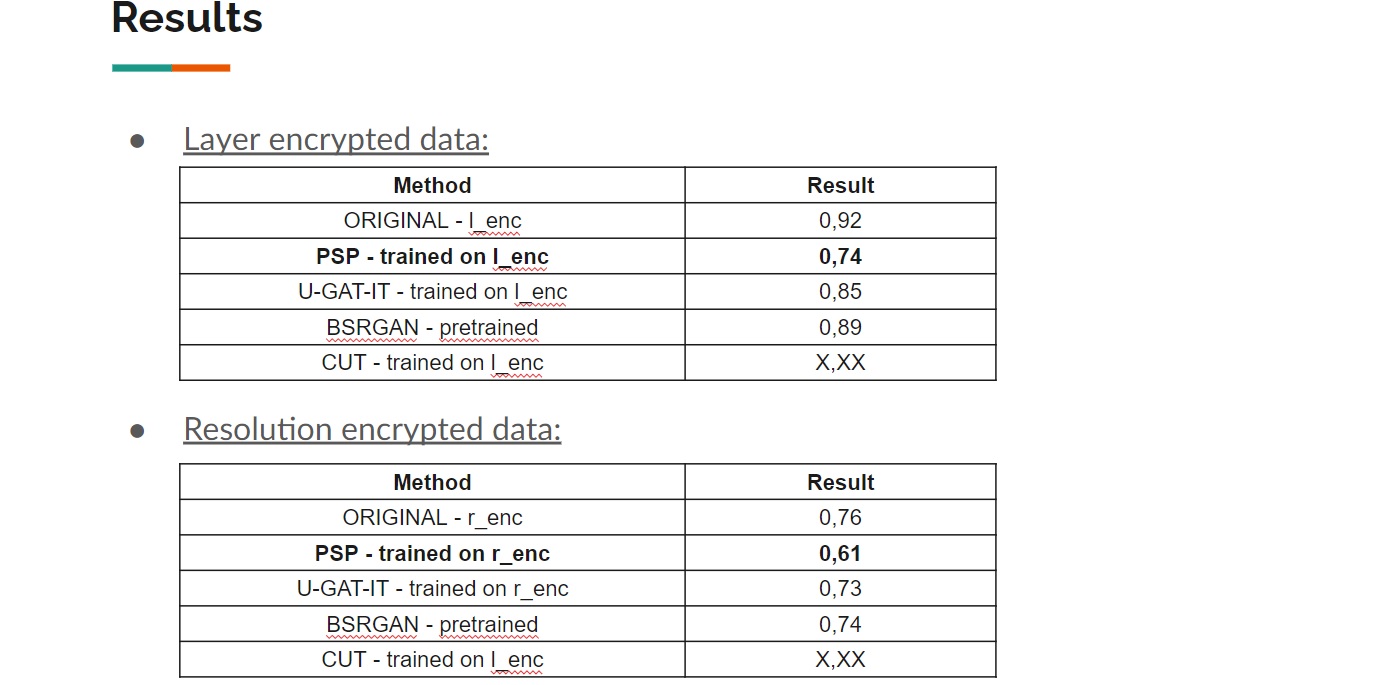 Results
● Layer encrypted data:
Method Result
ORIGINAL - l_enc 0,92
PSP - trained on l_enc 0,74
U-GAT-IT - trained on l_enc 0,85
BSRGAN - pretrained 0,89
CUT - trained on l_enc X,XX
● Resolution encrypted data:
Method Result
ORIGINAL - r_enc 0,76
PSP - trained on r_enc 0,61
U-GAT-IT - trained on r_enc 0,73
BSRGAN - pretrained 0,74
CUT - trained on l_enc X,XX